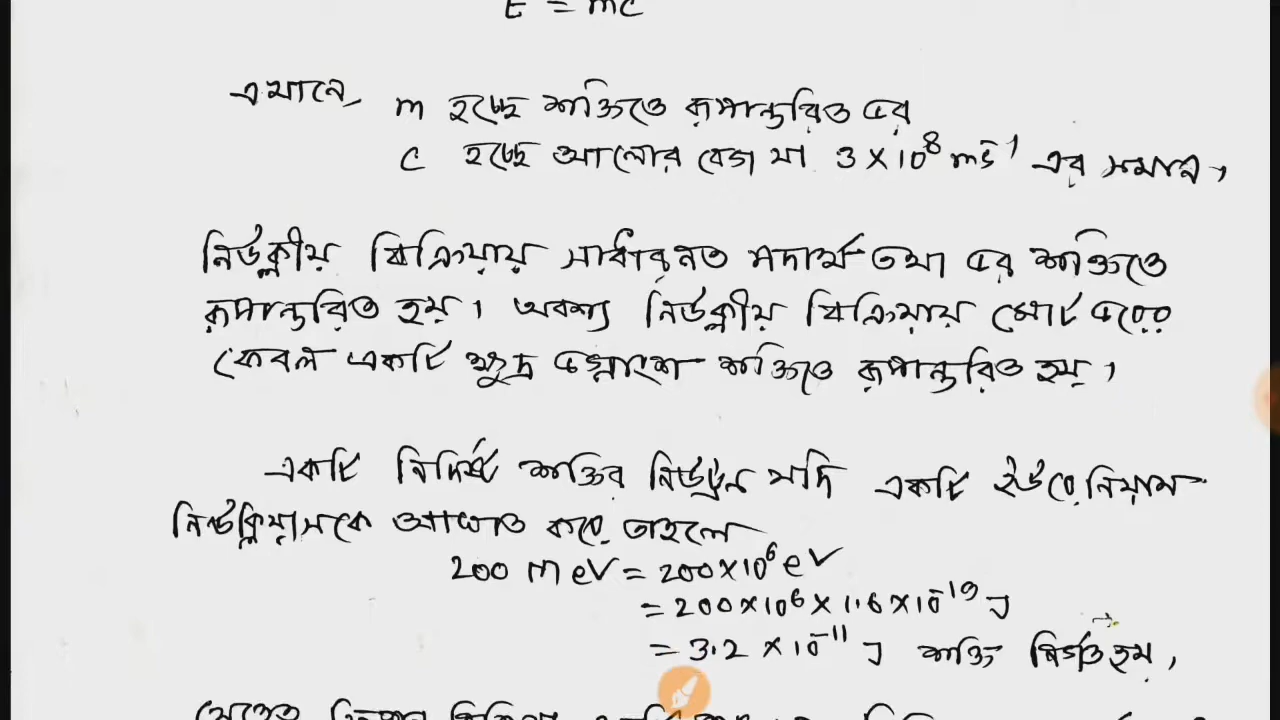 E = mc
এখানে, m হচ্ছে শক্তিতে রূপান্তরিত ভর
c হচ্ছে আলোর বেগ যা 3 × 10⁸ ms⁻¹ এর সমান।
নিউক্লীয় বিক্রিয়ায় সাধারনত পদার্থ তথা ভর শক্তিতে
রূপান্তরিত হয়। অবশ্য নিউক্লীয় বিক্রিয়ায় মোট ভরের
কেবল একটি ক্ষুদ্র ভগ্নাংশ শক্তিতে রূপান্তরিত হয়।
একটি নির্দিষ্ট শক্তির নিউট্রন যদি একটি ইউরেনিয়াম
নিউক্লিয়াসকে আঘাত করে তাহলে
200 meV = 200×10⁶ eV
= 200×10⁶ × 1.6×10⁻¹⁹ J
= 3.2 × 10⁻¹¹ J শক্তি নির্গত হয়।